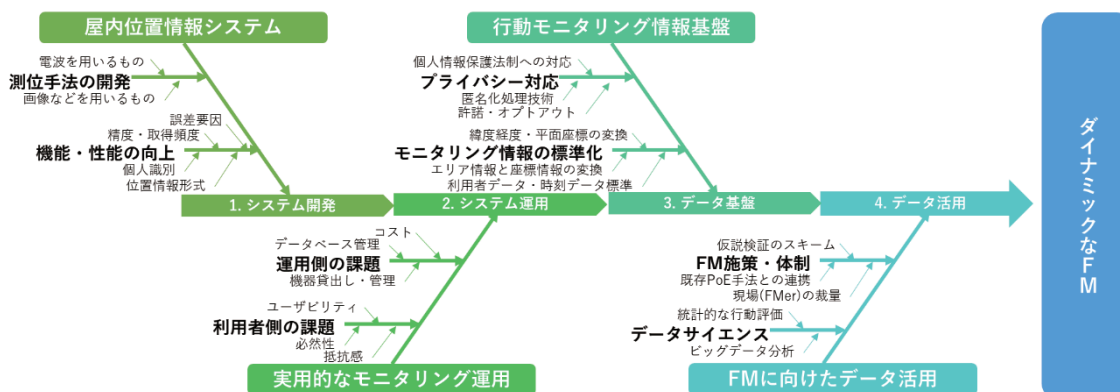 屋内位置情報システム
電波を用いるもの
測位手法の開発
画像などを用いるもの
誤差要因
精度・取得頻度
機能・性能の向上
個人識別
位置情報形式
行動モニタリング情報基盤
個人情報保護法制への対応
プライバシー対応
匿名化処理技術
許諾・オプトアウト
緯度経度・平面座標の変換
モニタリング情報の標準化
エリア情報と座標情報の変換
利用者データ・時刻データ標準
1. システム開発
2. システム運用
3. データ基盤
4. データ活用
ダイナミックなFM
コスト
データベース管理
運用側の課題
機器貸出し・管理
ユーザビリティ
利用者側の課題
必然性
抵抗感
実用的なモニタリング運用
仮説検証のスキーム
FM施策・体制
既存PoE手法との連携
現場(FMer)の裁量
統計的な行動評価
データサイエンス
ビッグデータ分析
FMに向けたデータ活用